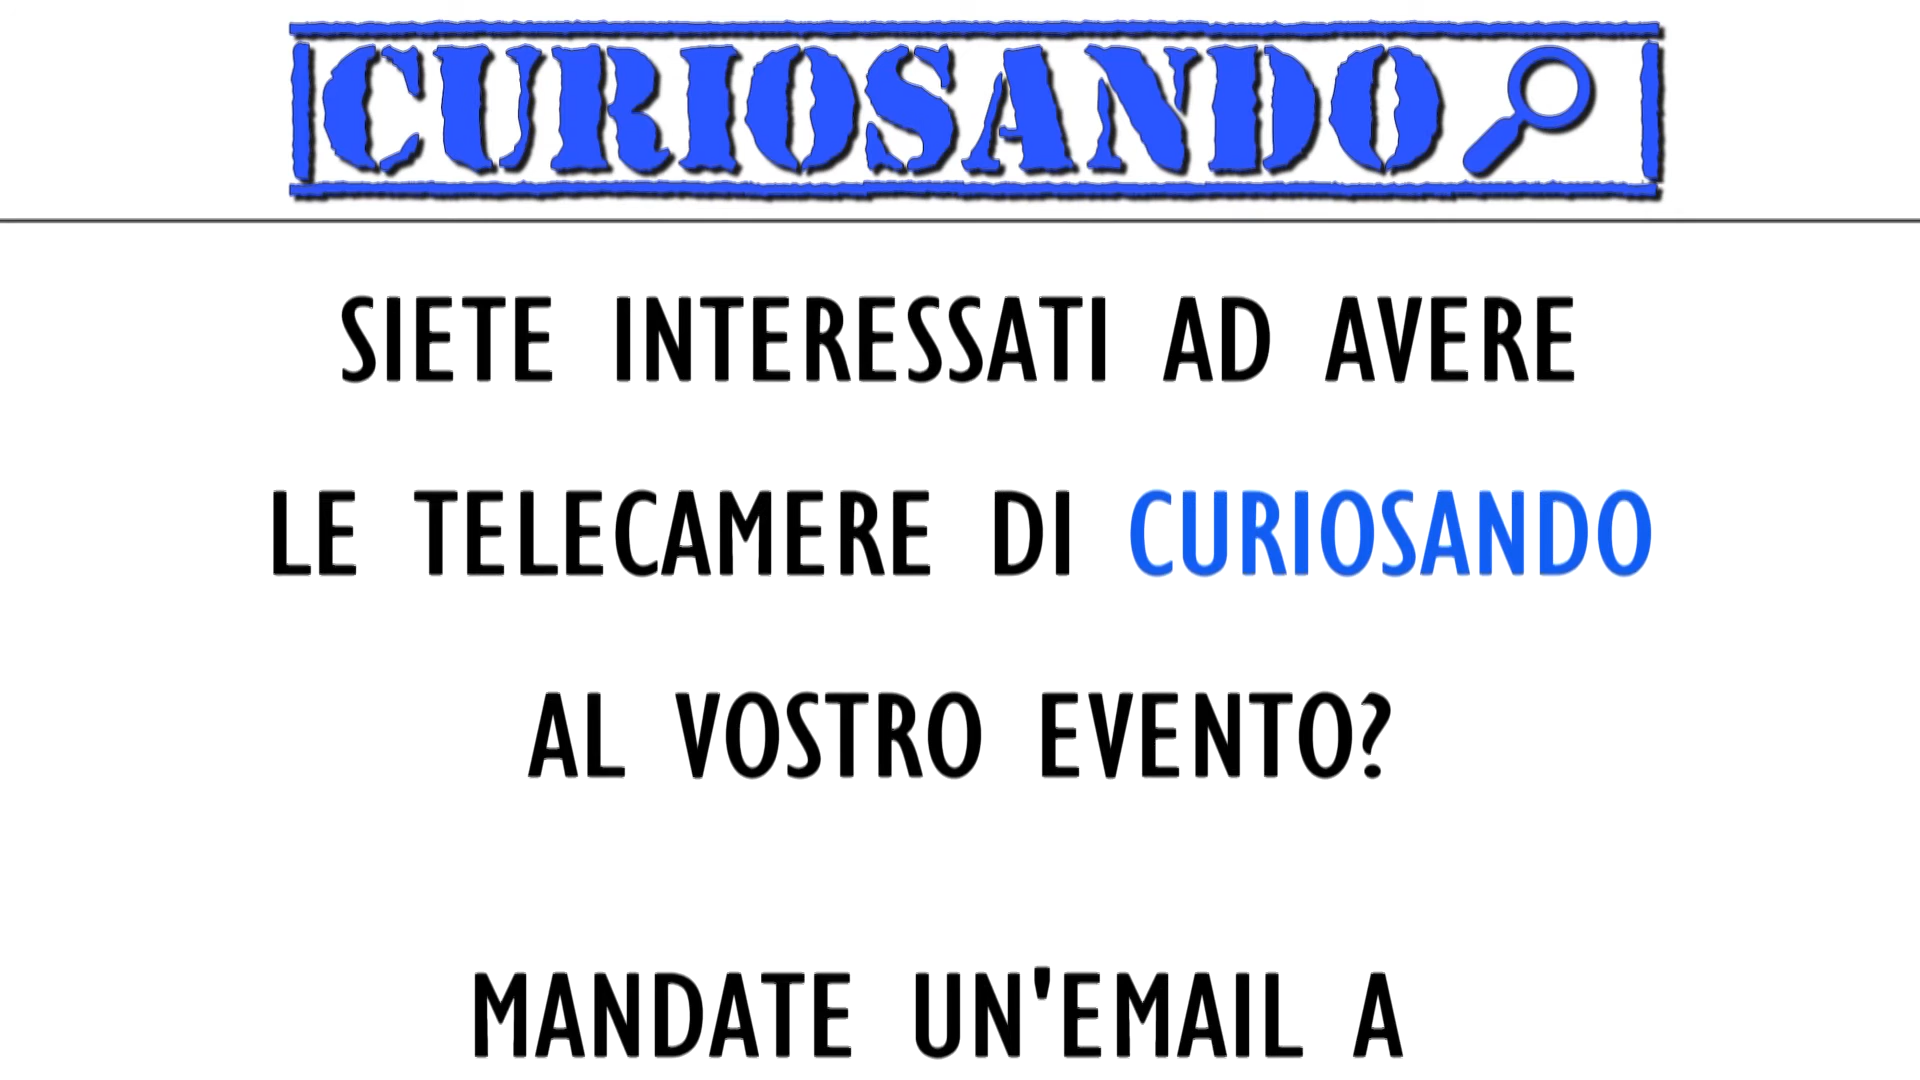 CURIOSANDO
SIETE INTERESSATI AD AVERE
LE TELECAMERE DI CURIOSANDO
AL VOSTRO EVENTO?
MANDATE UN'EMAIL A